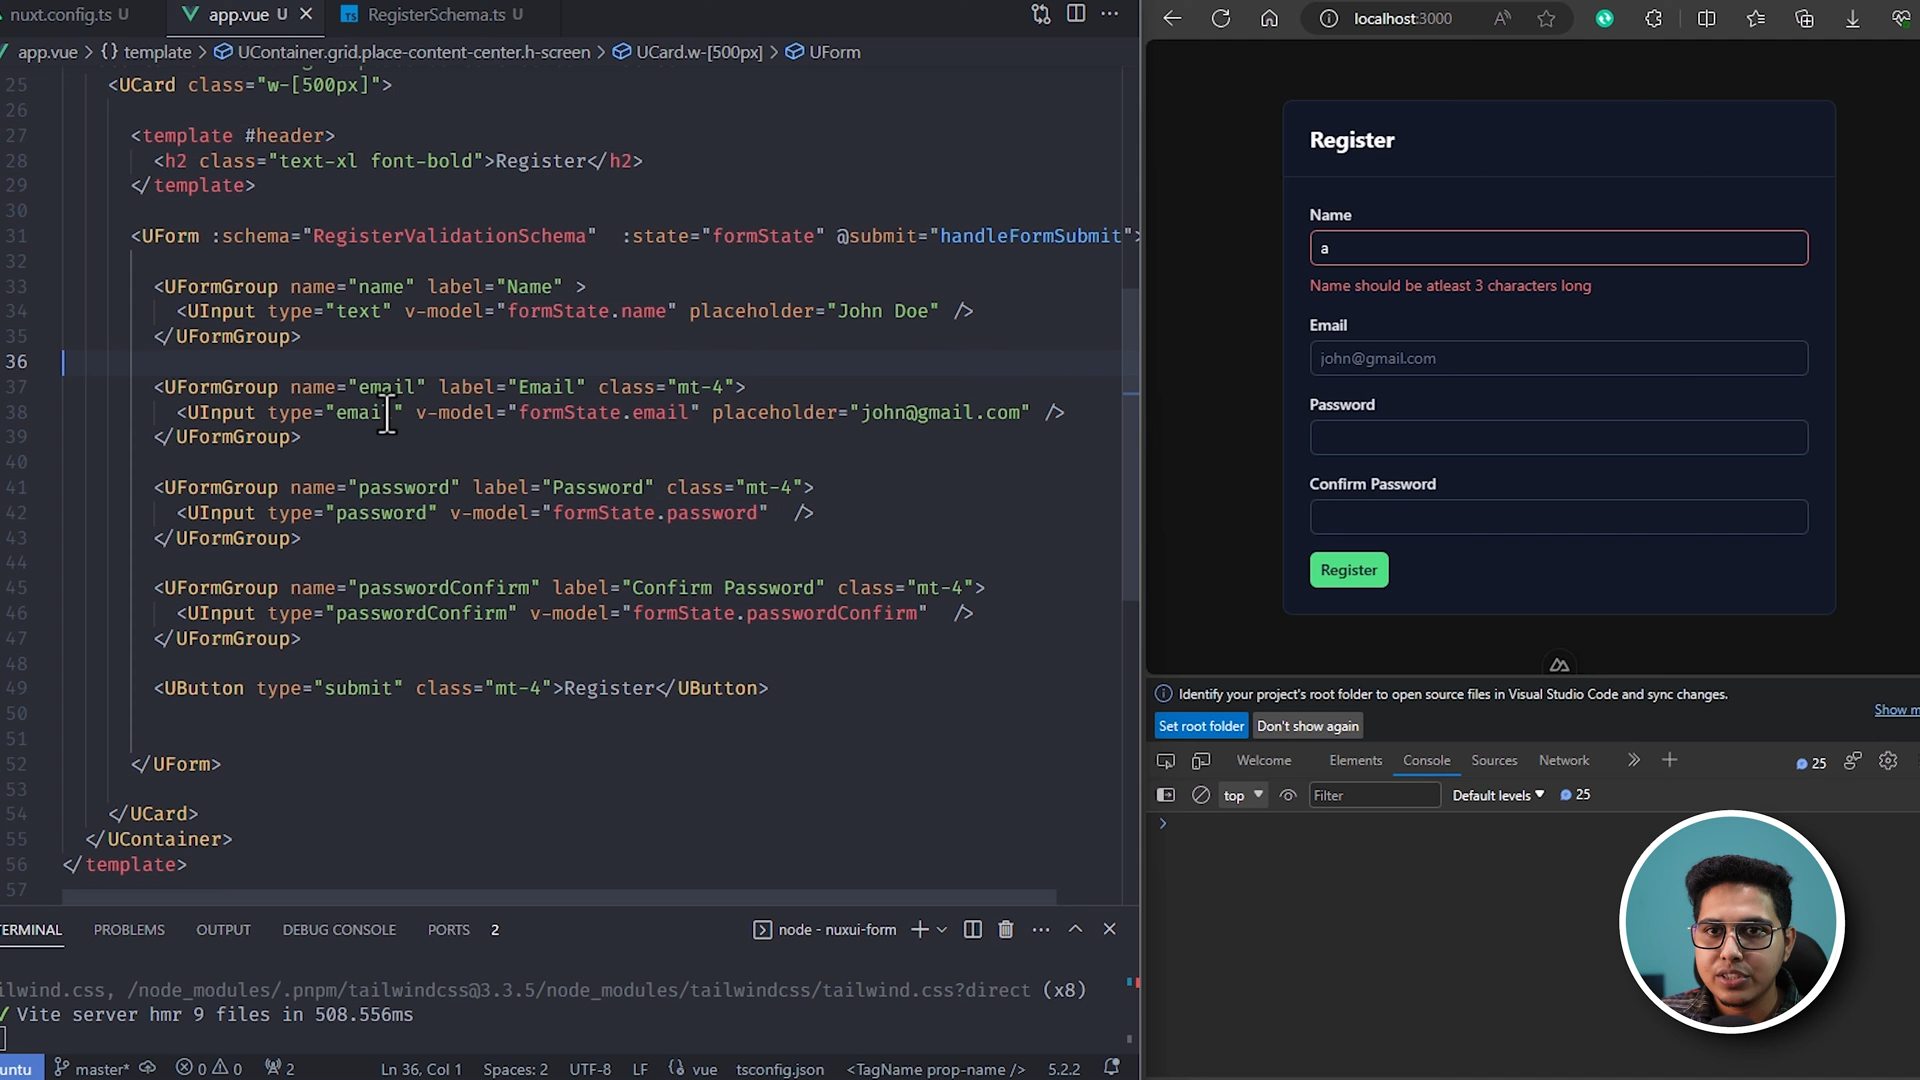 nuxt.config.ts U
app.vue U
TS RegisterSchema.ts U
app.vue > {} template > UContainer.grid.place-content-center.h-screen > UCard.w-[500px] > UForm
25 <UCard class="w-[500px]">
26
27 <template #header>
28 <h2 class="text-xl font-bold">Register</h2>
29 </template>
30
31 <UForm :schema="RegisterValidationSchema" :state="formState" @submit="handleFormSubmit">
32
33 <UFormGroup name="name" label="Name" >
34 <UInput type="text" v-model="formState.name" placeholder="John Doe" />
35 </UFormGroup>
36
37 <UFormGroup name="email" label="Email" class="mt-4">
38 <UInput type="email" v-model="formState.email" placeholder="john@gmail.com" />
39 </UFormGroup>
40
41 <UFormGroup name="password" label="Password" class="mt-4">
42 <UInput type="password" v-model="formState.password" />
43 </UFormGroup>
44
45 <UFormGroup name="passwordConfirm" label="Confirm Password" class="mt-4">
46 <UInput type="passwordConfirm" v-model="formState.passwordConfirm" />
47 </UFormGroup>
48
49 <UButton type="submit" class="mt-4">Register</UButton>
50
51
52 </UForm>
53
54 </UCard>
55 </UContainer>
56 </template>
57
ERMINAL PROBLEMS OUTPUT DEBUG CONSOLE PORTS 2 node - nuxui-form
ilwind.css, /node_modules/.pnpm/tailwindcss@3.3.5/node_modules/tailwindcss/tailwind.css?direct (x8)
✓ Vite server hmr 9 files in 508.556ms
untu master* 0 0 2 Ln 36, Col 1 Spaces: 2 UTF-8 LF vue tsconfig.json <TagName prop-name /> 5.2.2
localhost:3000
Register
Name
a
Name should be atleast 3 characters long
Email
john@gmail.com
Password
Confirm Password
Register
Identify your project's root folder to open source files in Visual Studio Code and sync changes.
Show m
Set root folder Don't show again
Welcome Elements Console Sources Network 25
top Filter Default levels 25